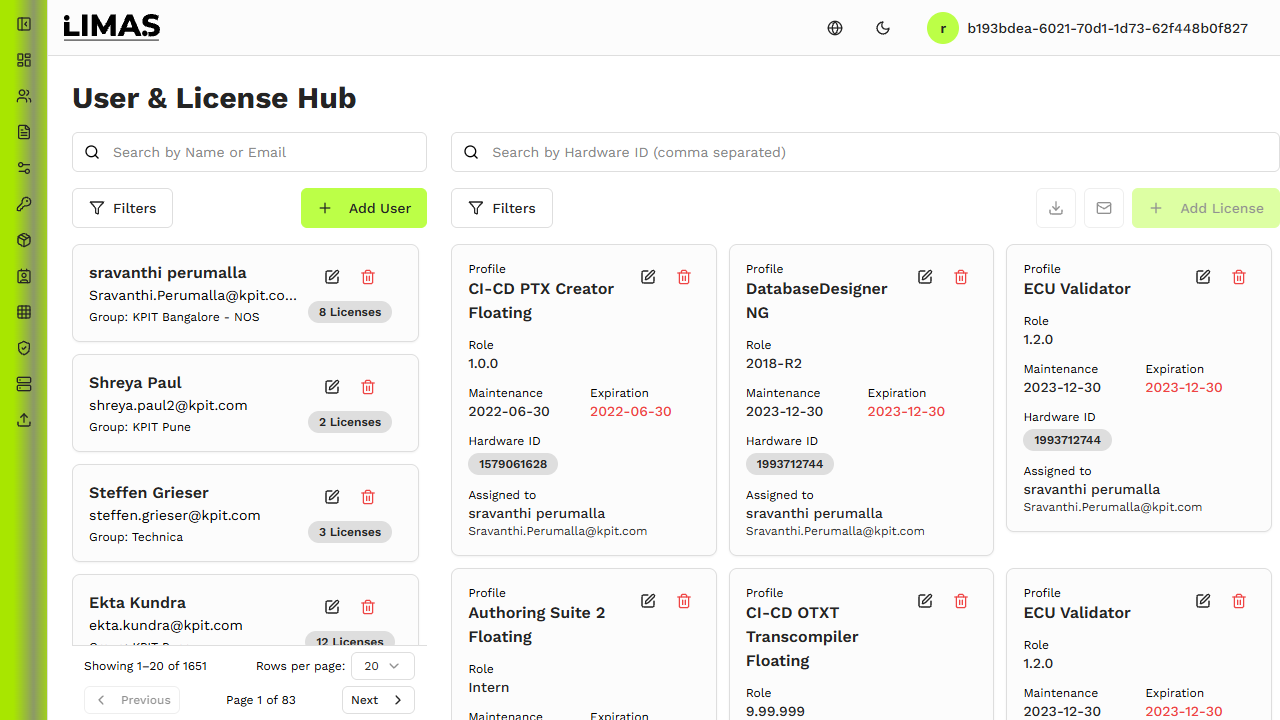 LIMAS
r
b193bdea-6021-70d1-1d73-62f448b0f827
User & License Hub
Search by Name or Email
Filters
Add User
sravanthi perumalla
Sravanthi.Perumalla@kpit.co...
Group: KPIT Bangalore - NOS
8 Licenses
Shreya Paul
shreya.paul2@kpit.com
Group: KPIT Pune
2 Licenses
Steffen Grieser
steffen.grieser@kpit.com
Group: Technica
3 Licenses
Ekta Kundra
ekta.kundra@kpit.com
12 Licenses
Showing 1–20 of 1651
Rows per page:
20
Previous
Page 1 of 83
Next
Search by Hardware ID (comma separated)
Filters
Add License
Profile
CI-CD PTX Creator
Floating
Role
1.0.0
Maintenance
2022-06-30
Expiration
2022-06-30
Hardware ID
1579061628
Assigned to
sravanthi perumalla
Sravanthi.Perumalla@kpit.com
Profile
DatabaseDesigner
NG
Role
2018-R2
Maintenance
2023-12-30
Expiration
2023-12-30
Hardware ID
1993712744
Assigned to
sravanthi perumalla
Sravanthi.Perumalla@kpit.com
Profile
ECU Validator
Role
1.2.0
Maintenance
2023-12-30
Expiration
2023-12-30
Hardware ID
1993712744
Assigned to
sravanthi perumalla
Sravanthi.Perumalla@kpit.com
Profile
Authoring Suite 2
Floating
Role
Intern
Maintenance
Expiration
Profile
CI-CD OTXT
Transcompiler
Floating
Role
9.99.999
Profile
ECU Validator
Role
1.2.0
Maintenance
2023-12-30
Expiration
2023-12-30